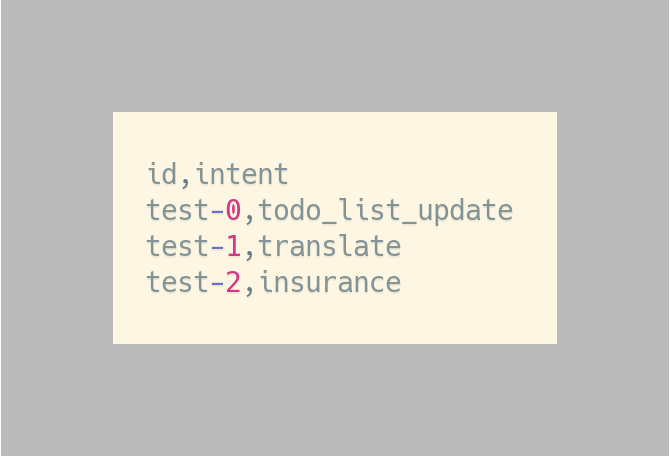 id,intent
test-0,todo_list_update
test-1,translate
test-2,insurance